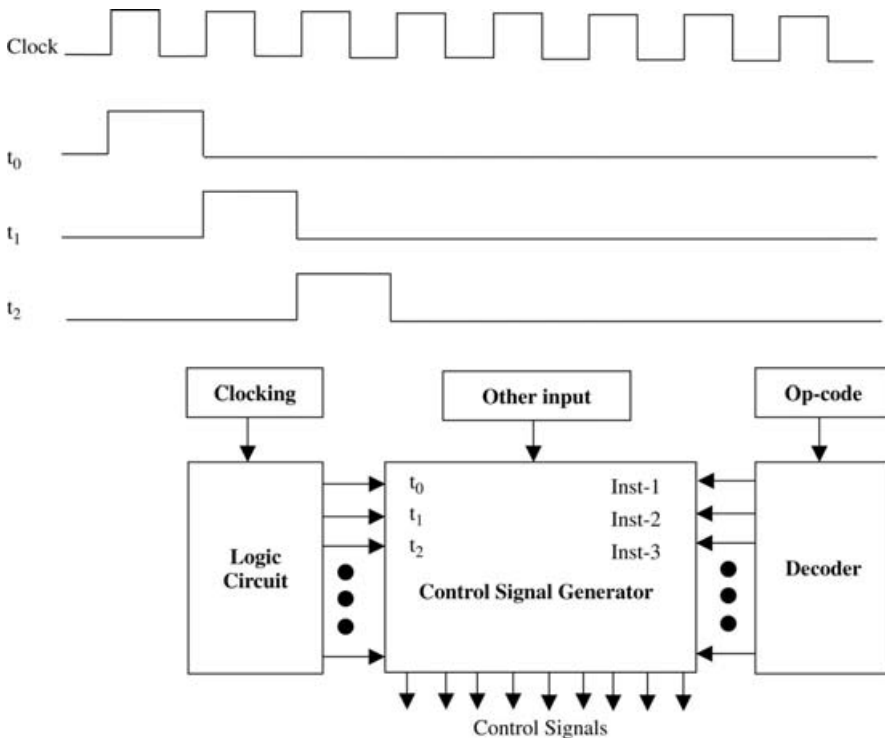 Clock
t₀
t₁
t₂
Clocking
Other input
Op-code
t₀
Inst-1
t₁
Inst-2
t₂
Inst-3
Logic
Circuit
Control Signal Generator
Decoder
Control Signals